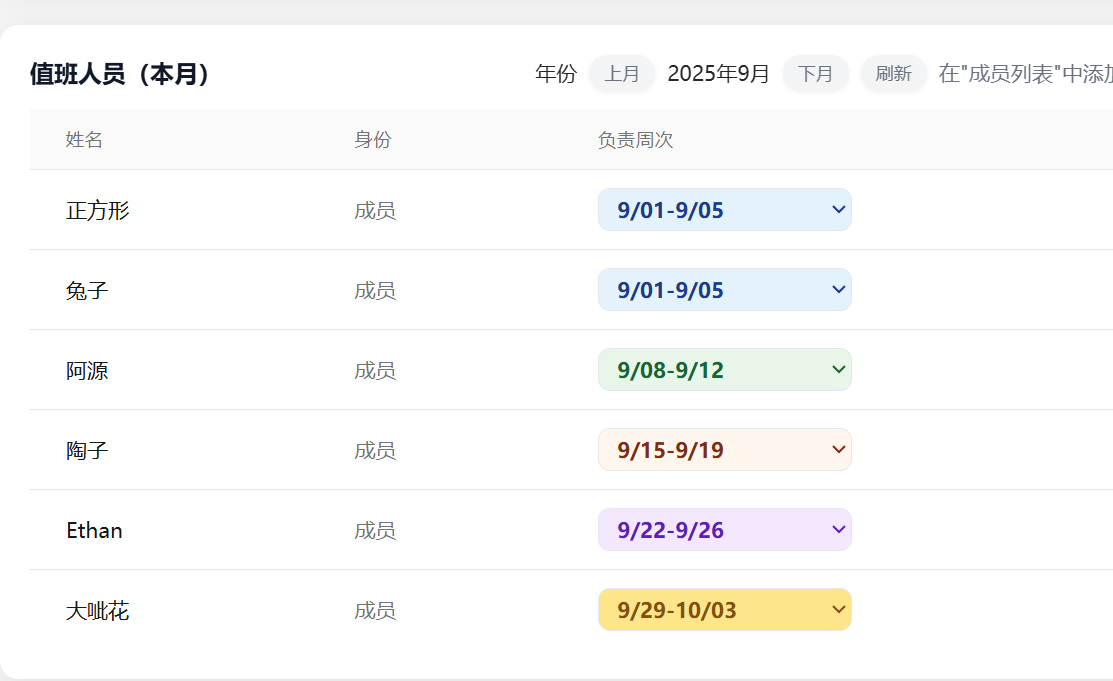 值班人员（本月） 年份 上月 2025年9月 下月 刷新 在"成员列表"中添加
姓名 身份 负责周次
正方形 成员 9/01-9/05
兔子 成员 9/01-9/05
阿源 成员 9/08-9/12
陶子 成员 9/15-9/19
Ethan 成员 9/22-9/26
大呲花 成员 9/29-10/03